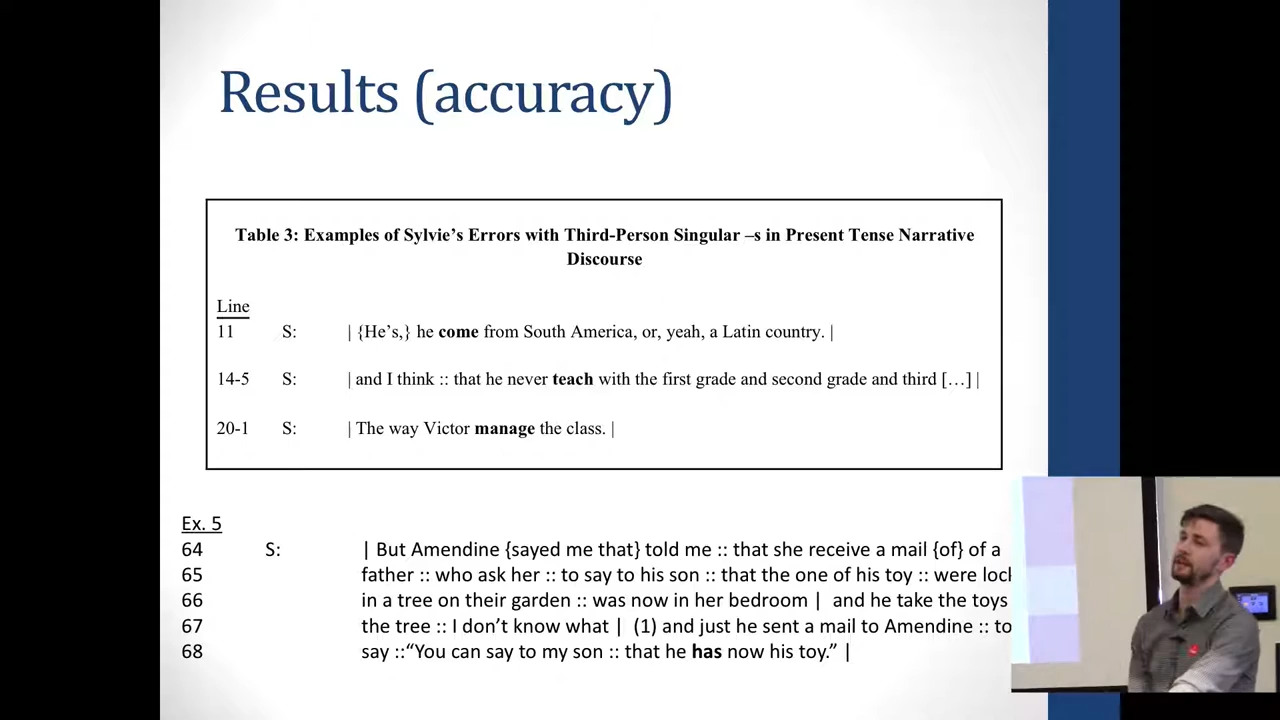 Results (accuracy)
Table 3: Examples of Sylvie's Errors with Third-Person Singular –s in Present Tense Narrative
Discourse
Line
11 S: | {He's,} he come from South America, or, yeah, a Latin country. |
14-5 S: | and I think :: that he never teach with the first grade and second grade and third […] |
20-1 S: | The way Victor manage the class. |
Ex. 5
64 S: | But Amendine {sayed me that} told me :: that she receive a mail {of} of a
65 father :: who ask her :: to say to his son :: that the one of his toy :: were lock
66 in a tree on their garden :: was now in her bedroom | and he take the toys
67 the tree :: I don't know what | (1) and just he sent a mail to Amendine :: to
68 say ::“You can say to my son :: that he has now his toy.” |